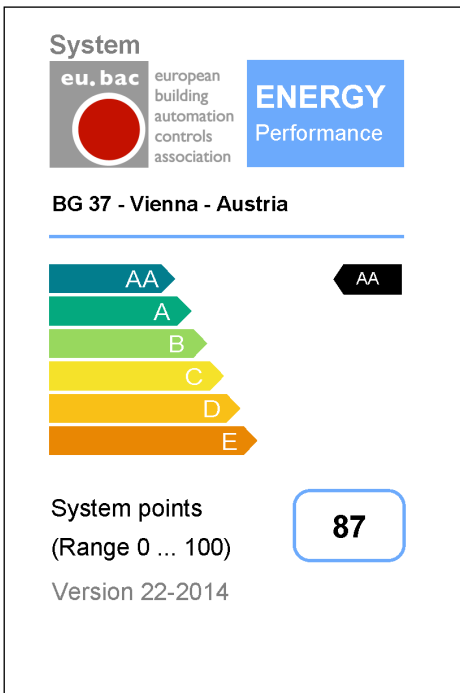 System
eu.bac
european
building
automation
controls
association
ENERGY
Performance
BG 37 - Vienna - Austria
AA
AA
A
B
C
D
E
System points
(Range 0 ... 100)
87
Version 22-2014